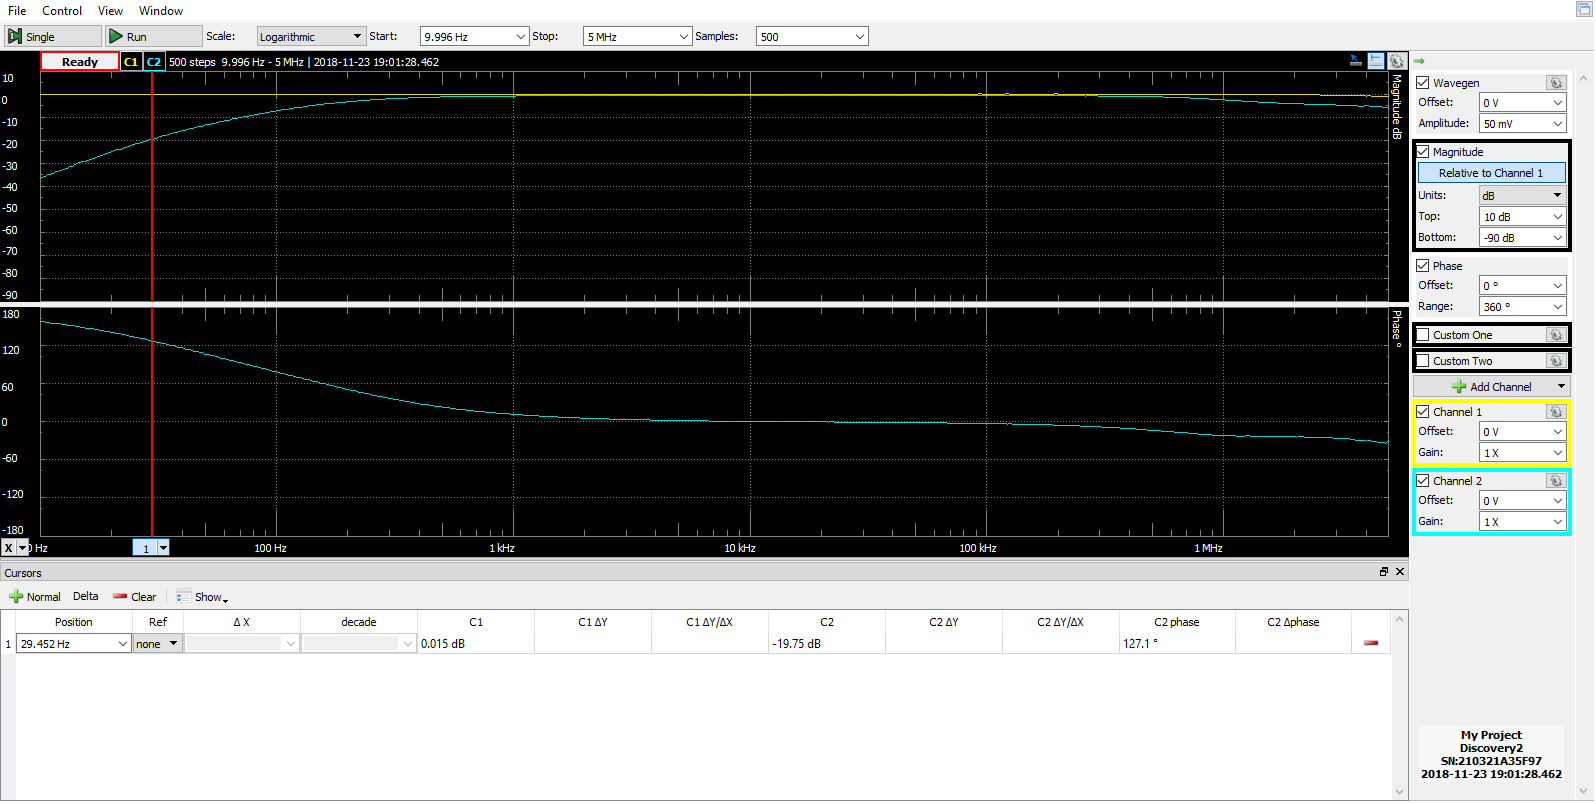 File Control View Window
Single Run Scale: Logarithmic Start: 9.996 Hz Stop: 5 MHz Samples: 500
Ready C1 C2 500 steps 9.996 Hz - 5 MHz | 2018-11-23 19:01:28.462
10
0
-10
-20
-30
-40
-50
-60
-70
-80
-90
Magnitude dB
180
120
60
0
-60
-120
-180
Phase °
X 0 Hz 1 100 Hz 1 kHz 10 kHz 100 kHz 1 MHz
Wavegen
Offset: 0 V
Amplitude: 50 mV
Magnitude
Relative to Channel 1
Units: dB
Top: 10 dB
Bottom: -90 dB
Phase
Offset: 0 °
Range: 360 °
Custom One
Custom Two
Add Channel
Channel 1
Offset: 0 V
Gain: 1 X
Channel 2
Offset: 0 V
Gain: 1 X
My Project
Discovery2
SN:210321A35F97
2018-11-23 19:01:28.462
Cursors
Normal Delta Clear Show
Position Ref Δ X decade C1 C1 ΔY C1 ΔY/ΔX C2 C2 ΔY C2 ΔY/ΔX C2 phase C2 Δphase
1 29.452 Hz none 0.015 dB -19.75 dB 127.1 °